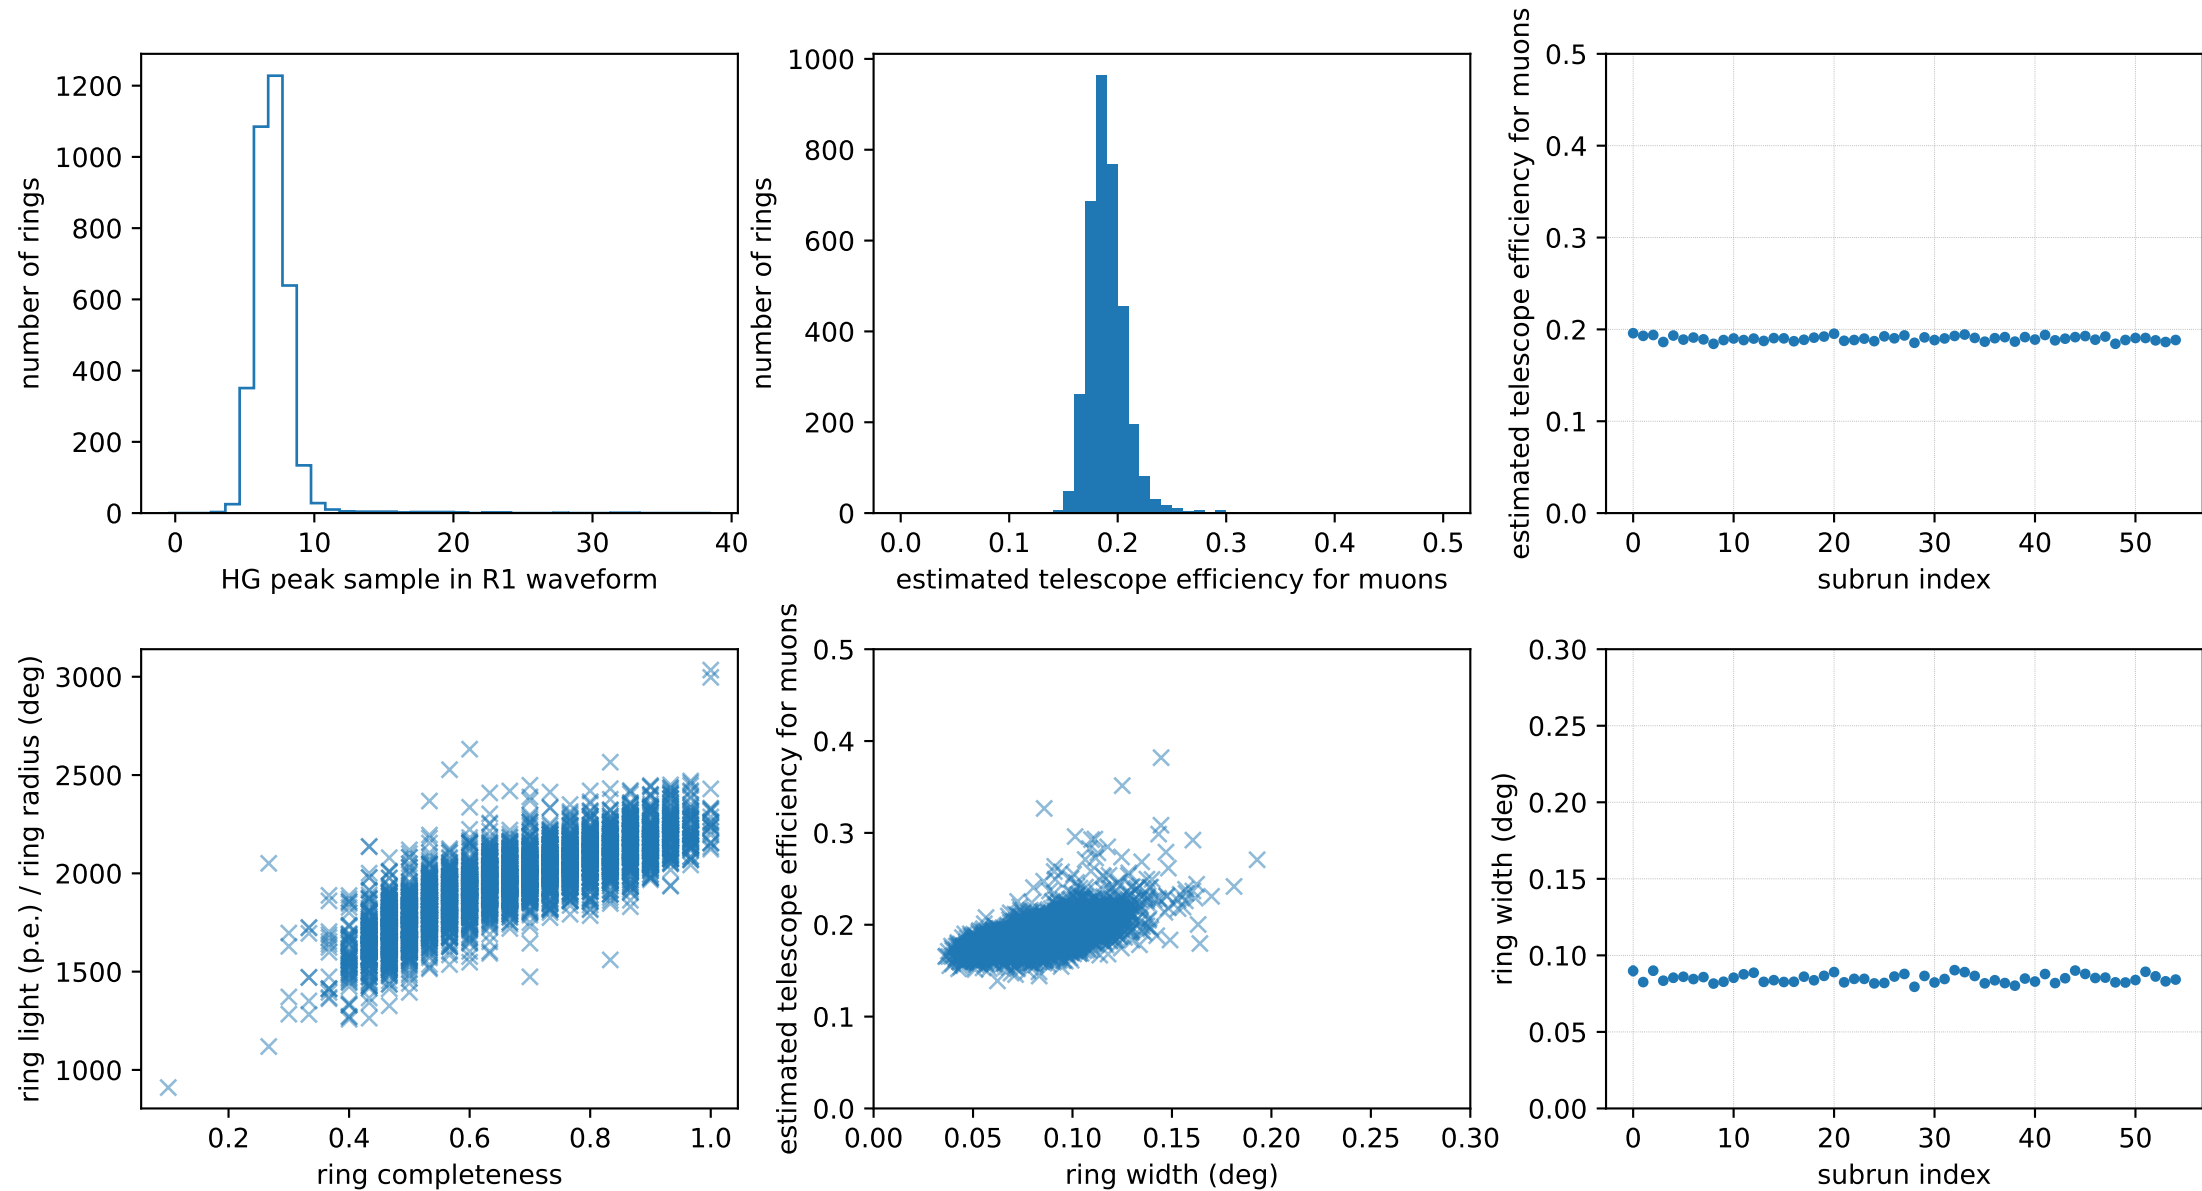 number of rings
1200
1000
800
600
400
200
0
0 10 20 30 40
HG peak sample in R1 waveform
number of rings
1000
800
600
400
200
0
0.0 0.1 0.2 0.3 0.4 0.5
estimated telescope efficiency for muons
estimated telescope efficiency for muons
0.5
0.4
0.3
0.2
0.1
0.0
0 10 20 30 40 50
subrun index
ring light (p.e.) / ring radius (deg)
3000
2500
2000
1500
1000
0.2 0.4 0.6 0.8 1.0
ring completeness
estimated telescope efficiency for muons
0.5
0.4
0.3
0.2
0.1
0.0
0.00 0.05 0.10 0.15 0.20 0.25 0.30
ring width (deg)
ring width (deg)
0.30
0.25
0.20
0.15
0.10
0.05
0.00
0 10 20 30 40 50
subrun index